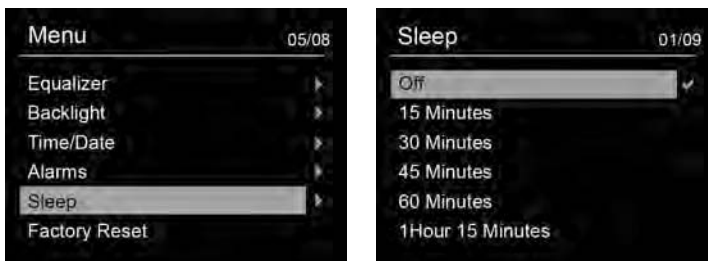 Menu 05/08
Equalizer
Backlight
Time/Date
Alarms
Sleep
Factory Reset
Sleep 01/09
Off
15 Minutes
30 Minutes
45 Minutes
60 Minutes
1Hour 15 Minutes